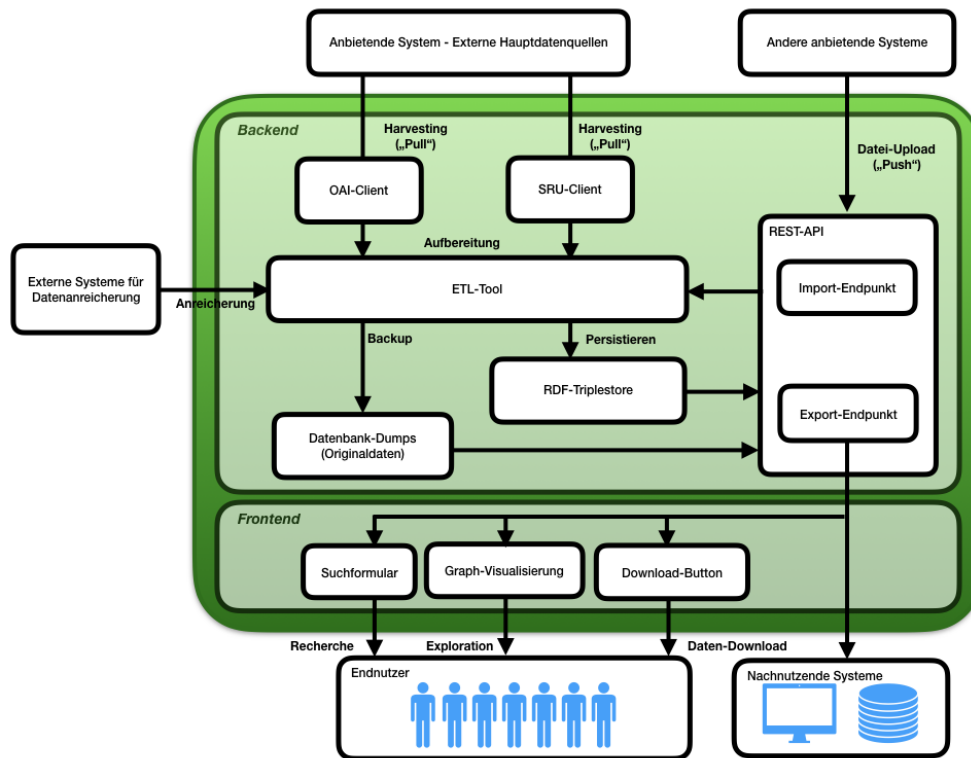 Anbietende System - Externe Hauptdatenquellen
Andere anbietende Systeme
Backend
Harvesting
(„Pull“)
Harvesting
(„Pull“)
Datei-Upload
(„Push“)
OAI-Client
SRU-Client
REST-API
Aufbereitung
Externe Systeme für
Datenanreicherung
Anreicherung
ETL-Tool
Import-Endpunkt
Backup
Persistieren
RDF-Triplestore
Export-Endpunkt
Datenbank-Dumps
(Originaldaten)
Frontend
Suchformular
Graph-Visualisierung
Download-Button
Recherche
Exploration
Daten-Download
Endnutzer
Nachnutzende Systeme